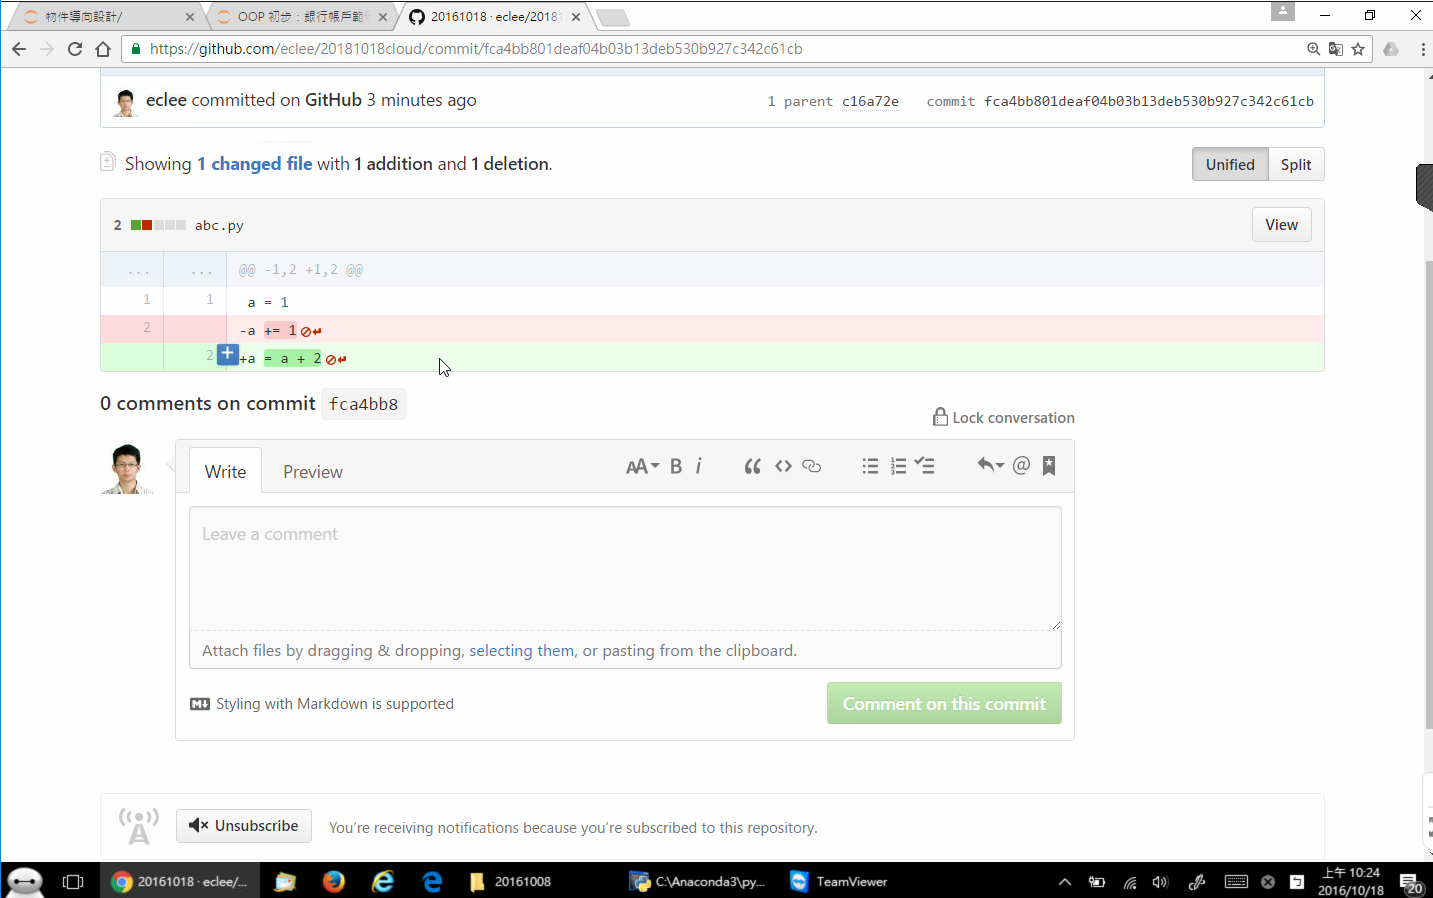 物件導向設計/
OOP 初步：銀行帳戶範
20161018 · eclee/20181
https://github.com/eclee/20181018cloud/commit/fca4bb801deaf04b03b13deb530b927c342c61cb
eclee committed on GitHub 3 minutes ago
1 parent c16a72e commit fca4bb801deaf04b03b13deb530b927c342c61cb
Showing 1 changed file with 1 addition and 1 deletion.
Unified Split
2 abc.py
View
... ... @@ -1,2 +1,2 @@
1 1 a = 1
2 -a += 1
2 +a = a + 2
0 comments on commit fca4bb8
Lock conversation
Write Preview
AA B i
Leave a comment
Attach files by dragging & dropping, selecting them, or pasting from the clipboard.
Styling with Markdown is supported
Comment on this commit
Unsubscribe
You're receiving notifications because you're subscribed to this repository.
20161018 · eclee/...
20161008
C:\Anaconda3\py...
TeamViewer
上午 10:24
2016/10/18
20